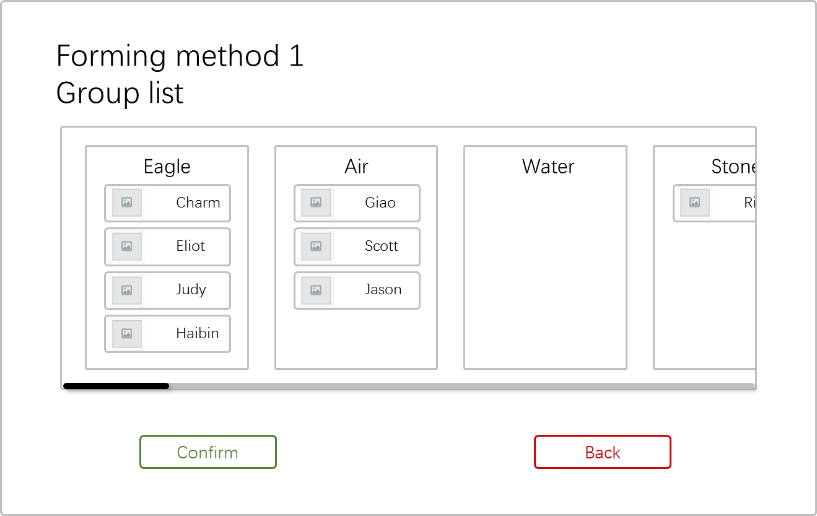 Forming method 1
Group list
Eagle
Charm
Eliot
Judy
Haibin
Air
Giao
Scott
Jason
Water
Stone
Confirm
Back